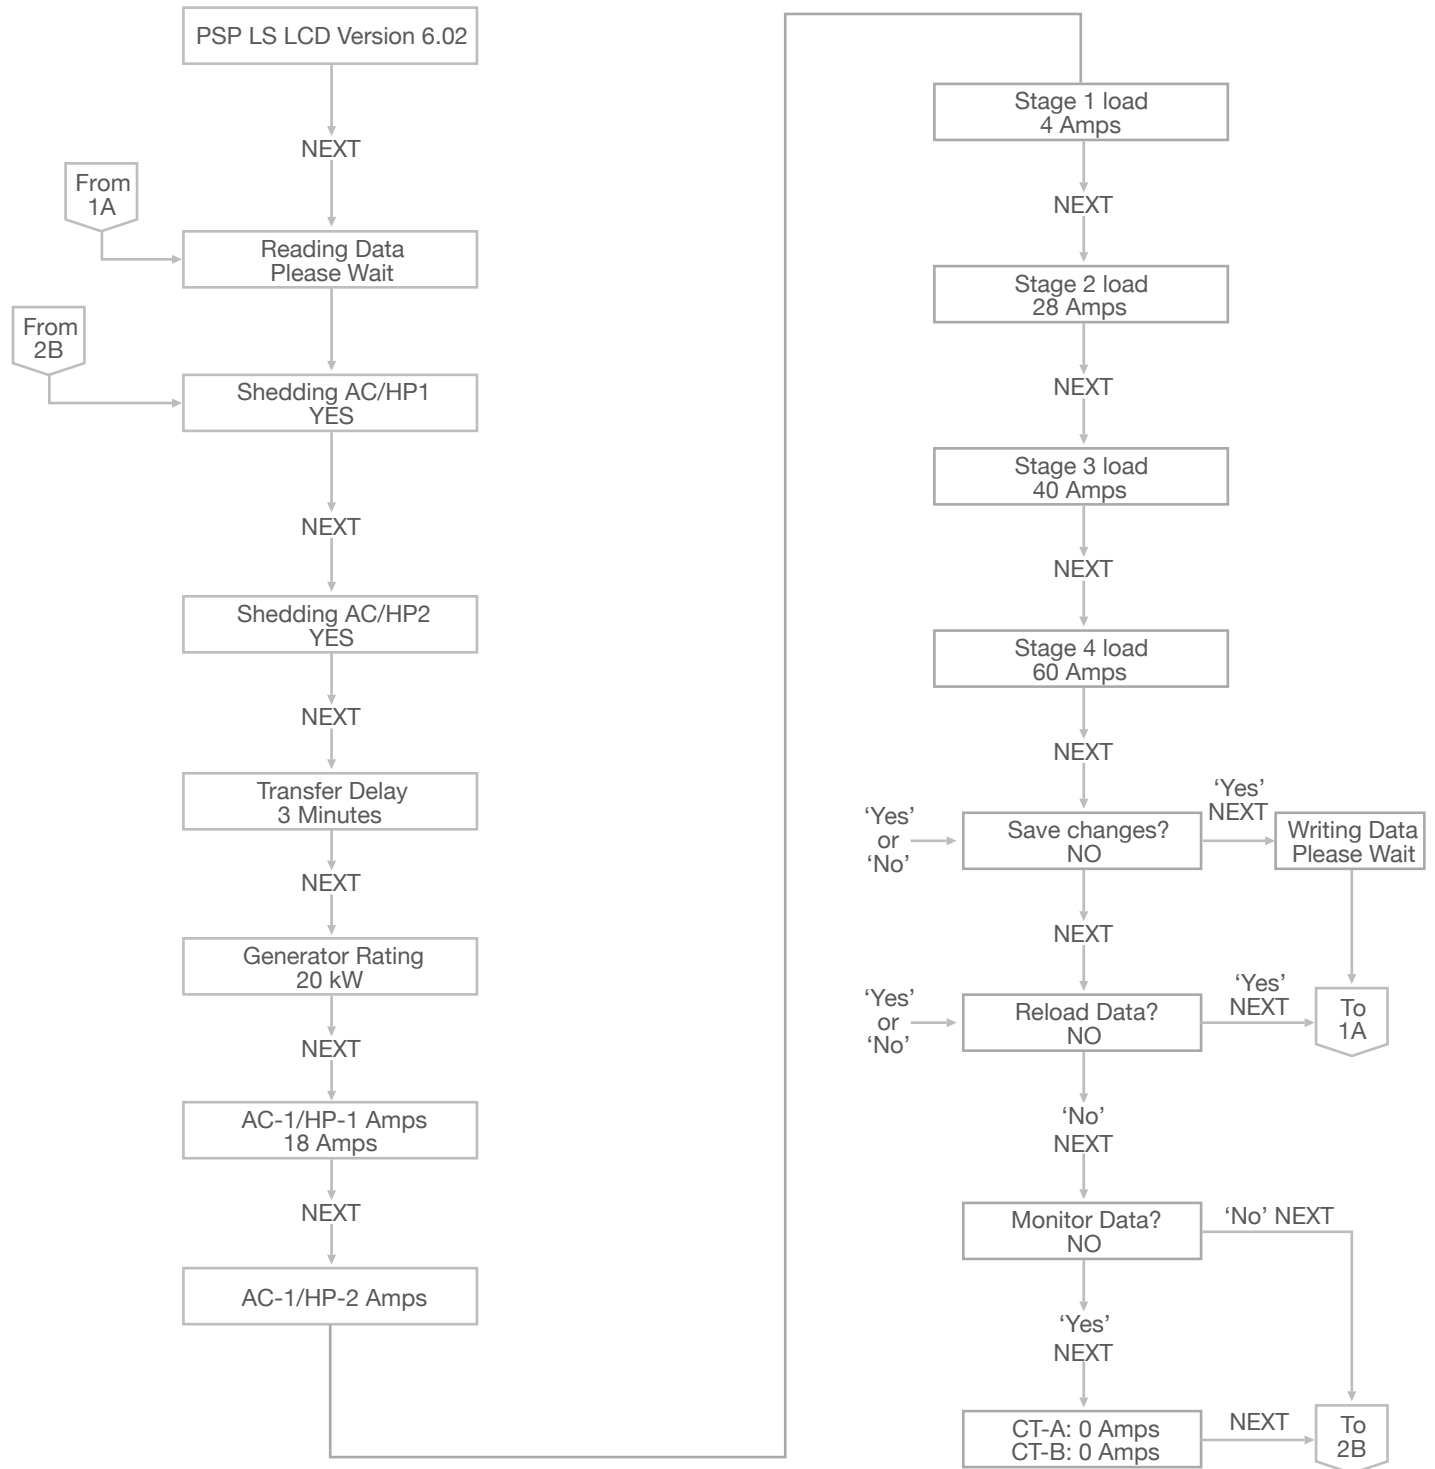 PSP LS LCD Version 6.02
NEXT
From
1A
Reading Data
Please Wait
From
2B
Shedding AC/HP1
YES
NEXT
Shedding AC/HP2
YES
NEXT
Transfer Delay
3 Minutes
NEXT
Generator Rating
20 kW
NEXT
AC-1/HP-1 Amps
18 Amps
NEXT
AC-1/HP-2 Amps
Stage 1 load
4 Amps
NEXT
Stage 2 load
28 Amps
NEXT
Stage 3 load
40 Amps
NEXT
Stage 4 load
60 Amps
NEXT
‘Yes’
or
‘No’
Save changes?
NO
‘Yes’
NEXT
Writing Data
Please Wait
NEXT
‘Yes’
or
‘No’
Reload Data?
NO
‘Yes’
NEXT
To
1A
‘No’
NEXT
Monitor Data?
NO
‘No’ NEXT
‘Yes’
NEXT
CT-A: 0 Amps
CT-B: 0 Amps
NEXT
To
2B